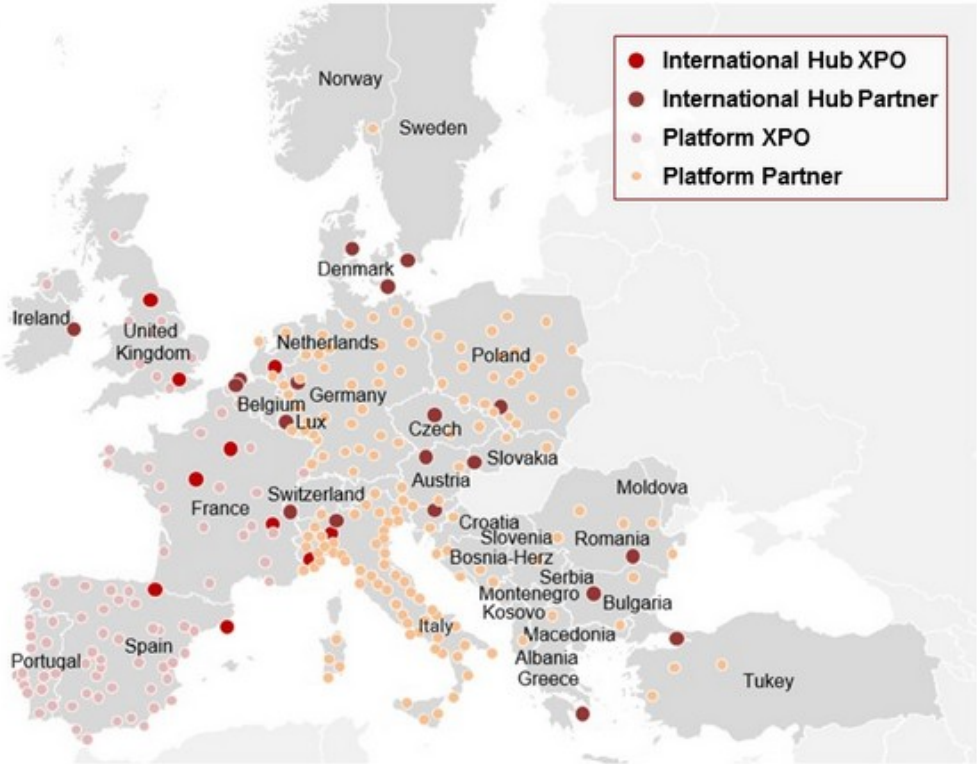 International Hub XPO
International Hub Partner
Platform XPO
Platform Partner
Norway
Sweden
Denmark
Ireland
United
Kingdom
Netherlands
Poland
Belgium
Germany
Lux
Czech
Slovakia
Austria
Switzerland
France
Moldova
Croatia
Slovenia
Romania
Bosnia-Herz
Serbia
Montenegro
Bulgaria
Kosovo
Italy
Macedonia
Spain
Portugal
Albania
Greece
Tukey